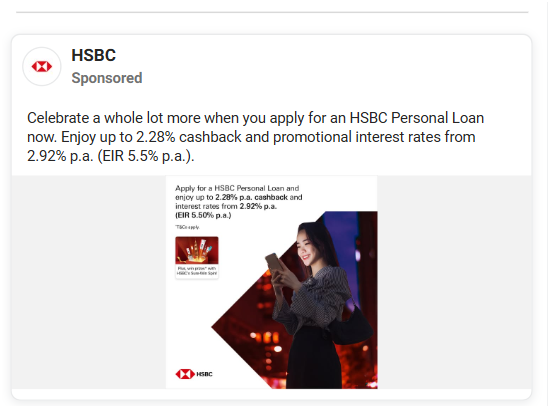 HSBC
Sponsored
Celebrate a whole lot more when you apply for an HSBC Personal Loan
now. Enjoy up to 2.28% cashback and promotional interest rates from
2.92% p.a. (EIR 5.5% p.a.).
Apply for a HSBC Personal Loan and
enjoy up to 2.28% p.a. cashback and
interest rates from 2.92% p.a.
(EIR 5.50% p.a.)
T&Cs apply
Plus, win prizes* with
HSBC's Sure-Win Spin!
HSBC